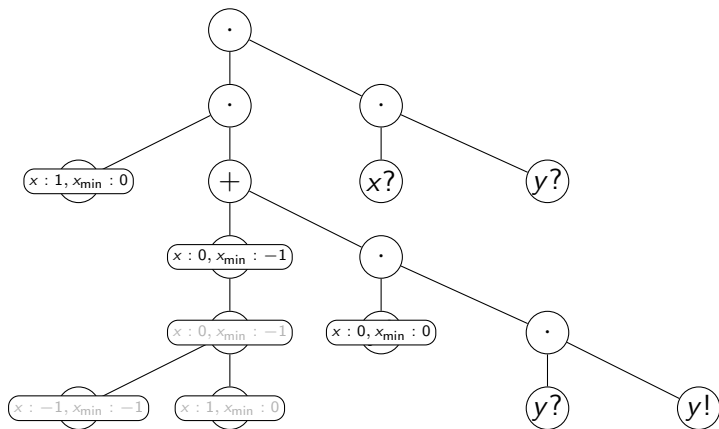 ·
· ·
x : 1, x_min : 0 + x? y?
x : 0, x_min : −1 ·
x : 0, x_min : −1 x : 0, x_min : 0 ·
x : −1, x_min : −1 x : 1, x_min : 0 y? y!